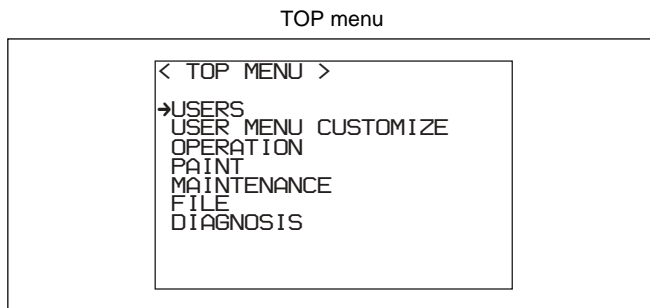 TOP menu
< TOP MENU >
→USERS
USER MENU CUSTOMIZE
OPERATION
PAINT
MAINTENANCE
FILE
DIAGNOSIS